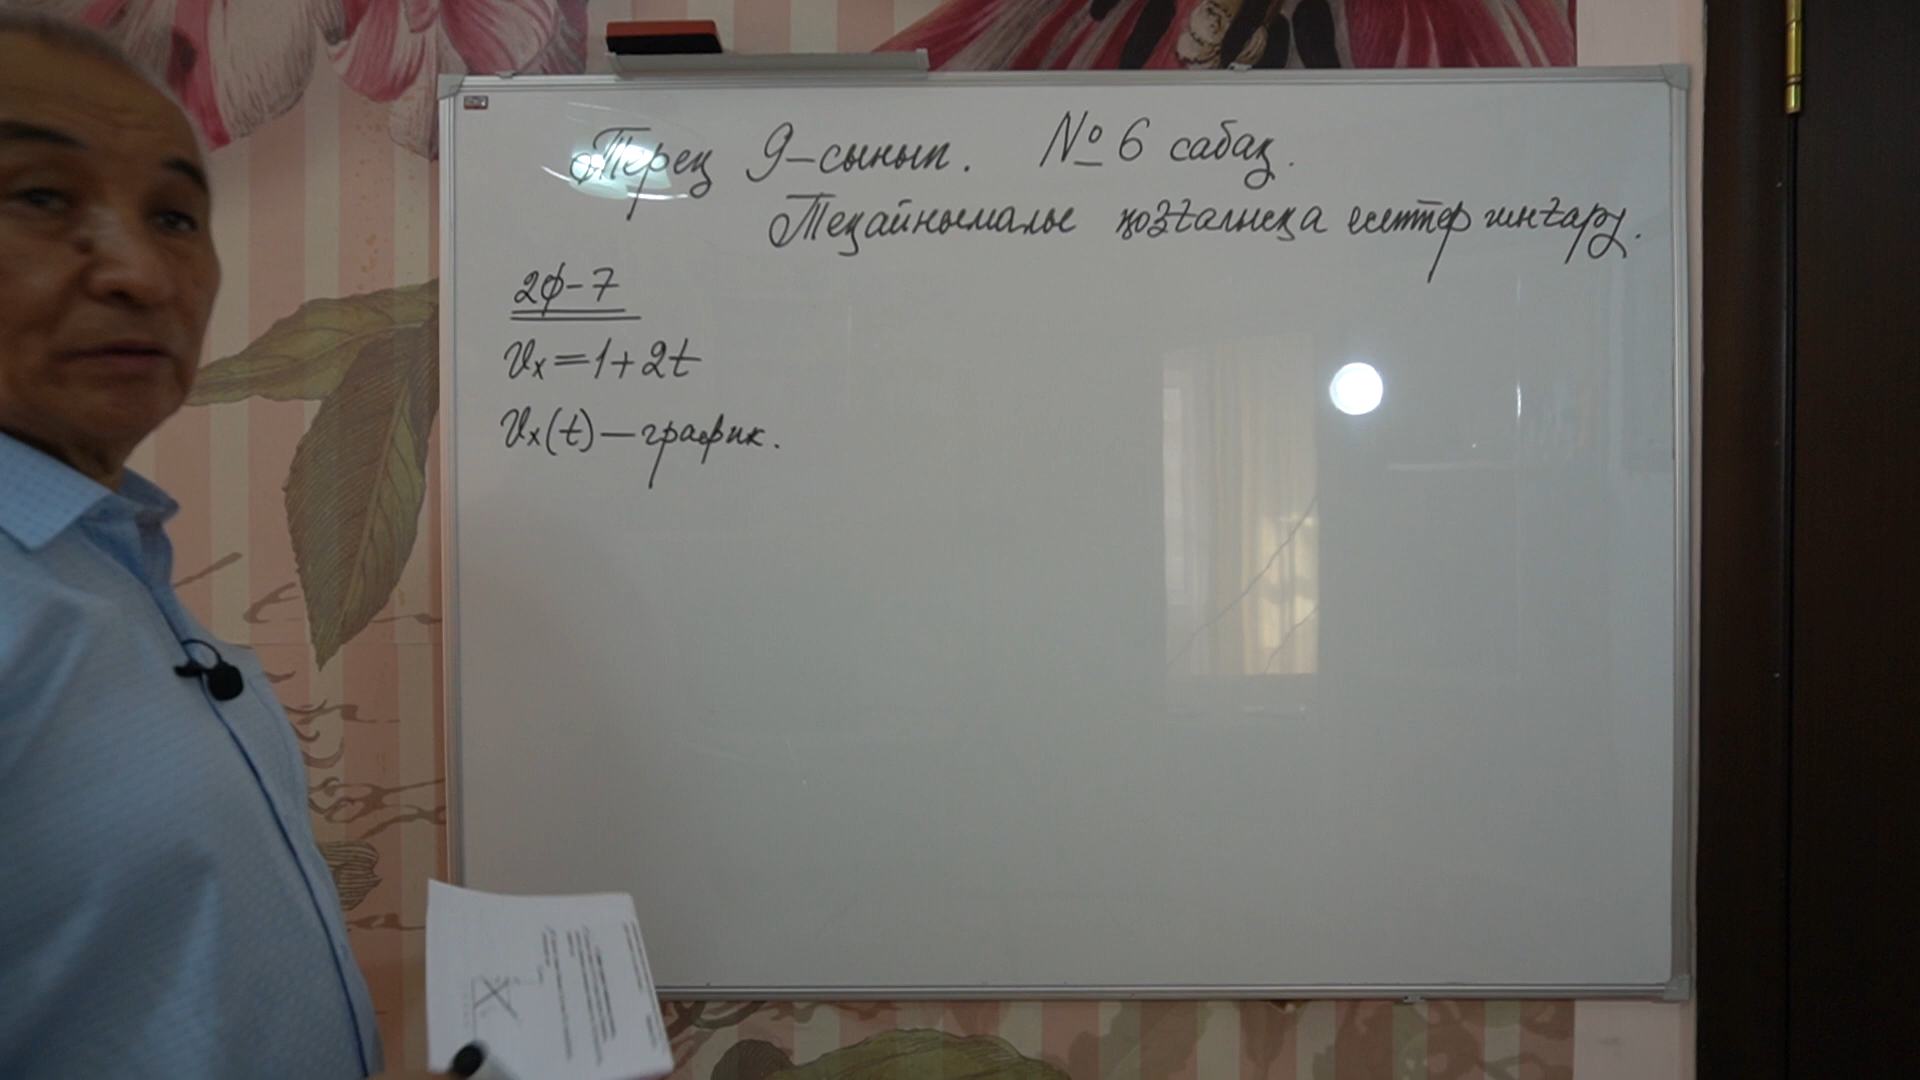 Терең 9-сынып. № 6 сабақ.
Теңайнымалы қозғалысқа есептер шығару.
2ф-7
υx=1+2t
υx(t)—график.